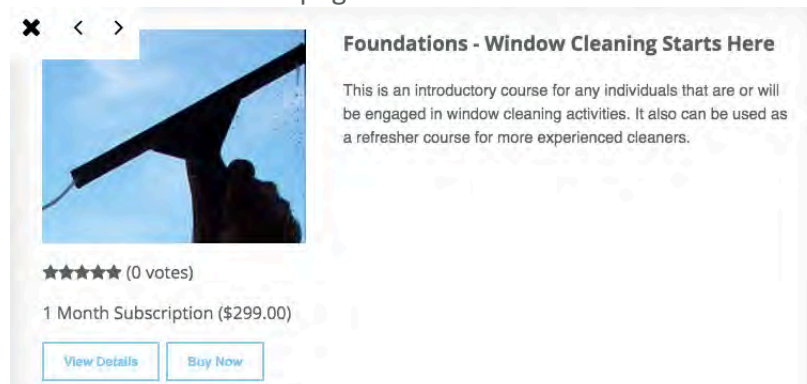 Foundations - Window Cleaning Starts Here
This is an introductory course for any individuals that are or will
be engaged in window cleaning activities. It also can be used as
a refresher course for more experienced cleaners.
(0 votes)
1 Month Subscription ($299.00)
View Details
Buy Now